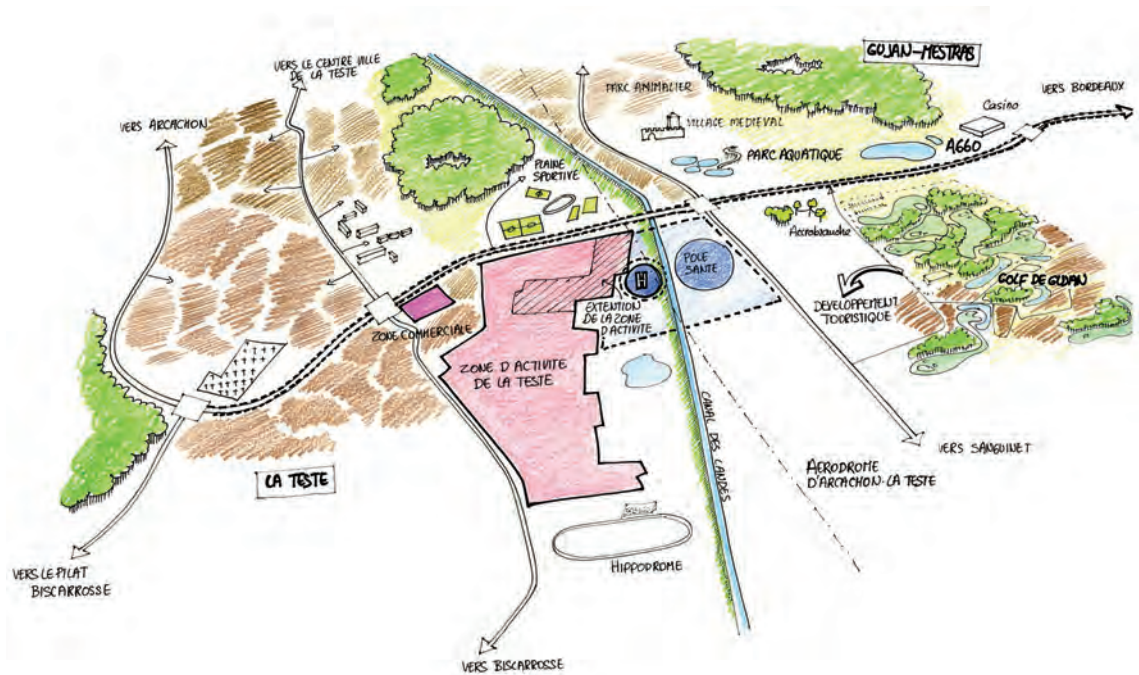 GUJAN-MESTRAS
VERS LE CENTRE VILLE
DE LA TESTE
PARC ANIMALIER
VERS BORDEAUX
Casino
VERS ARCACHON
VILLAGE MEDIEVAL
A660
PARC AQUATIQUE
PLAINE
SPORTIVE
Accrobranche
POLE
SANTE
H
GOLF DE GUJAN
EXTENTION
DE LA ZONE
D'ACTIVITE
DEVELOPPEMENT
TOURISTIQUE
ZONE COMMERCIALE
ZONE D'ACTIVITE
DE LA TESTE
CANAL DES LANDES
VERS SANGUINET
AERODROME
D'ARCACHON-LA TESTE
LA TESTE
HIPPODROME
VERS LE PILAT
BISCARROSSE
VERS BISCARROSSE